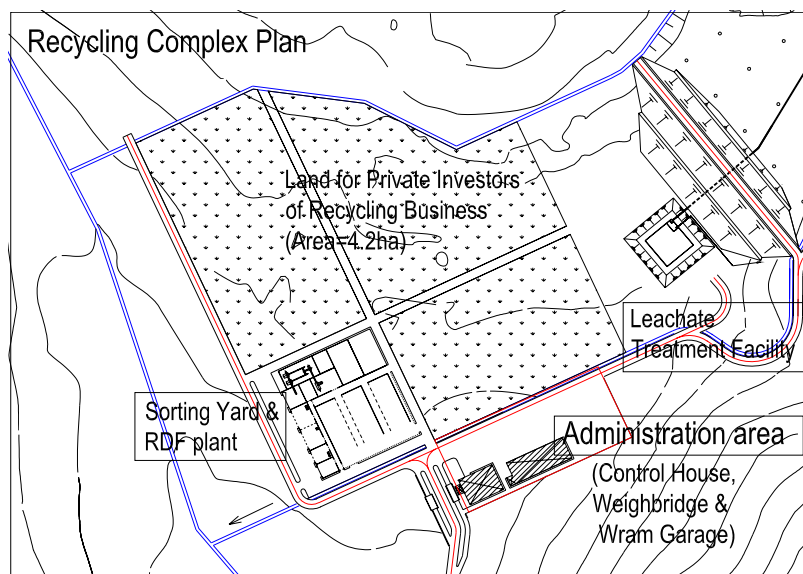 Recycling Complex Plan
Land for Private Investors
of Recycling Business
(Area=4.2ha)
Leachate
Treatment Facility
Sorting Yard &
RDF plant
Administration area
(Control House,
Weighbridge &
Wram Garage)